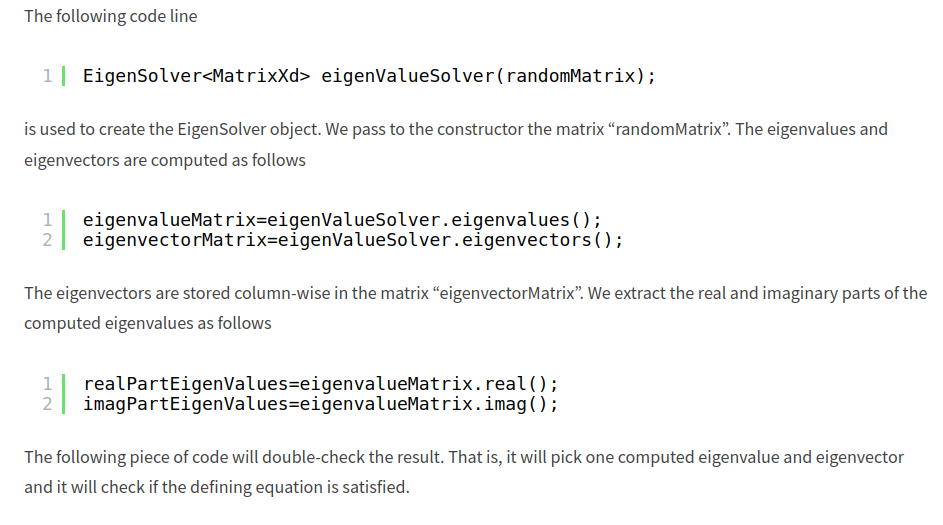 The following code line
1 EigenSolver<MatrixXd> eigenValueSolver(randomMatrix);
is used to create the EigenSolver object. We pass to the constructor the matrix “randomMatrix”. The eigenvalues and
eigenvectors are computed as follows
1 eigenvalueMatrix=eigenValueSolver.eigenvalues();
2 eigenvectorMatrix=eigenValueSolver.eigenvectors();
The eigenvectors are stored column-wise in the matrix “eigenvectorMatrix”. We extract the real and imaginary parts of the
computed eigenvalues as follows
1 realPartEigenValues=eigenvalueMatrix.real();
2 imagPartEigenValues=eigenvalueMatrix.imag();
The following piece of code will double-check the result. That is, it will pick one computed eigenvalue and eigenvector
and it will check if the defining equation is satisfied.